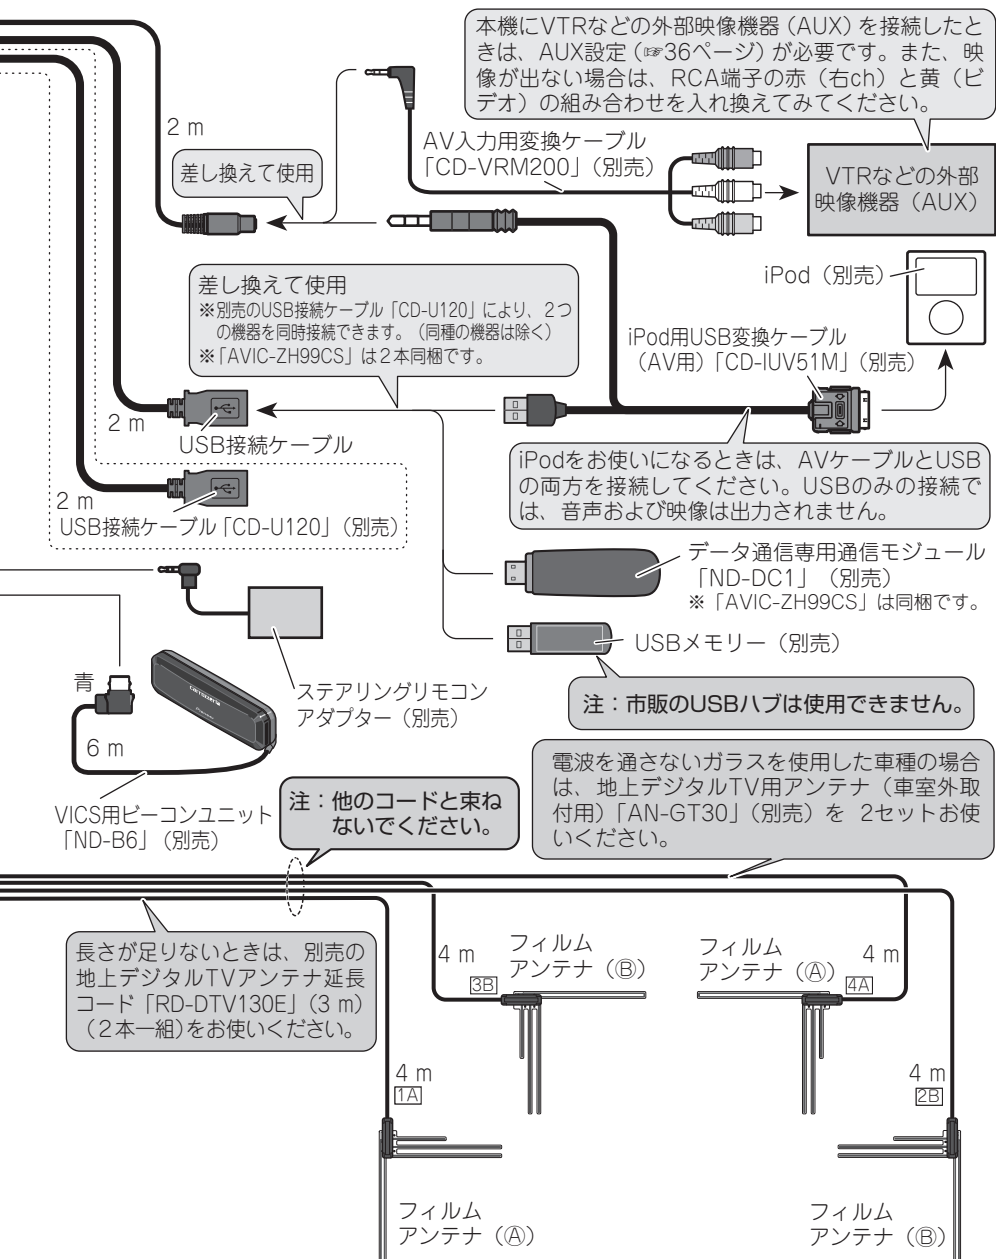 本機にVTRなどの外部映像機器（AUX）を接続したと
きは、AUX設定（☞36ページ）が必要です。また、映
像が出ない場合は、RCA端子の赤（右ch）と黄（ビ
デオ）の組み合わせを入れ換えてみてください。
2 m
差し換えて使用
AV入力用変換ケーブル
「CD-VRM200」（別売）
VTRなどの外部
映像機器（AUX）
差し換えて使用
※別売のUSB接続ケーブル「CD-U120」により、2つ
の機器を同時接続できます。（同種の機器は除く）
※「AVIC-ZH99CS」は2本同梱です。
iPod（別売）
iPod用USB変換ケーブル
（AV用）「CD-IUV51M」（別売）
2 m
USB接続ケーブル
iPodをお使いになるときは、AVケーブルとUSB
の両方を接続してください。USBのみの接続で
は、音声および映像は出力されません。
2 m
USB接続ケーブル「CD-U120」（別売）
データ通信専用通信モジュール
「ND-DC1」（別売）
※「AVIC-ZH99CS」は同梱です。
USBメモリー（別売）
注：市販のUSBハブは使用できません。
ステアリングリモコン
アダプター（別売）
青
carrozzeria
Pioneer
6 m
VICS用ビーコンユニット
「ND-B6」（別売）
注：他のコードと束ね
ないでください。
電波を通さないガラスを使用した車種の場合
は、地上デジタルTV用アンテナ（車室外取
付用）「AN-GT30」（別売）を 2セットお使
いください。
長さが足りないときは、別売の
地上デジタルTVアンテナ延長
コード「RD-DTV130E」（3 m）
（2本一組）をお使いください。
4 m
3B
フィルム
アンテナ（Ⓑ）
フィルム
アンテナ（Ⓐ）
4 m
4A
4 m
1A
4 m
2B
フィルム
アンテナ（Ⓐ）
フィルム
アンテナ（Ⓑ）